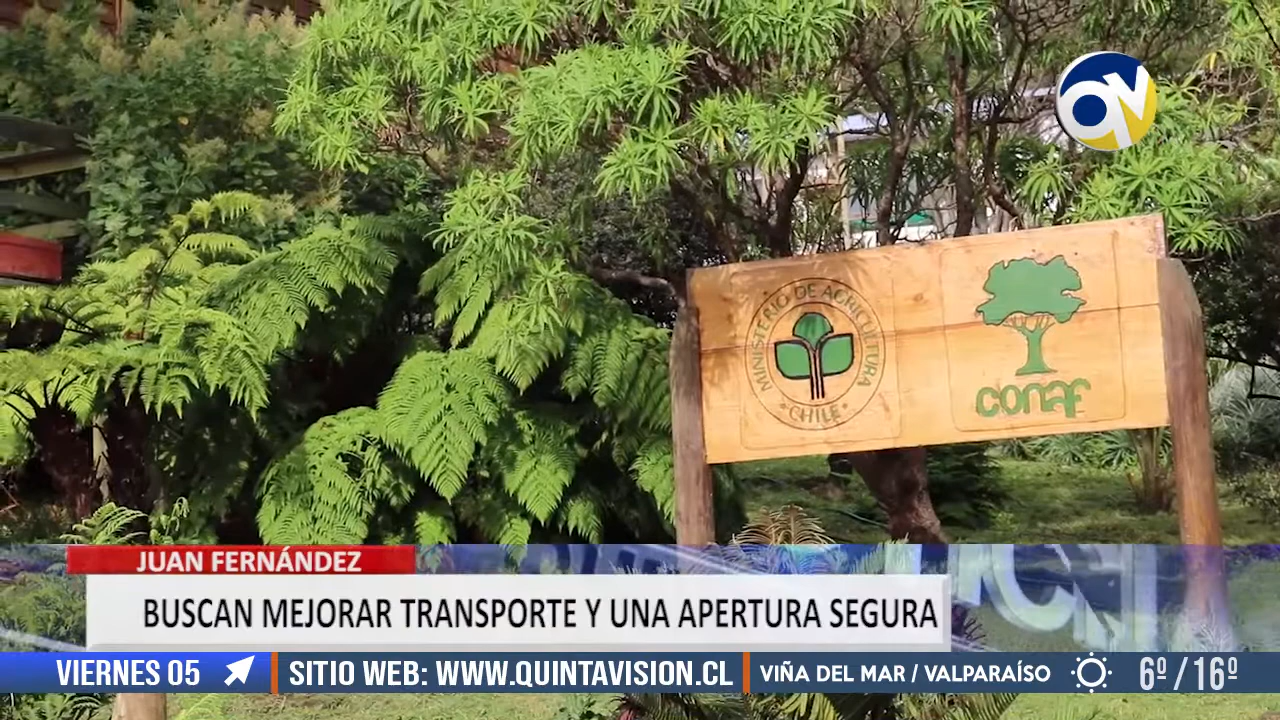 QV
MINISTERIO DE AGRICULTURA
• CHILE •
conaf
JUAN FERNÁNDEZ
BUSCAN MEJORAR TRANSPORTE Y UNA APERTURA SEGURA
VIERNES 05 SITIO WEB: WWW.QUINTAVISION.CL VIÑA DEL MAR / VALPARAÍSO 6º / 16º